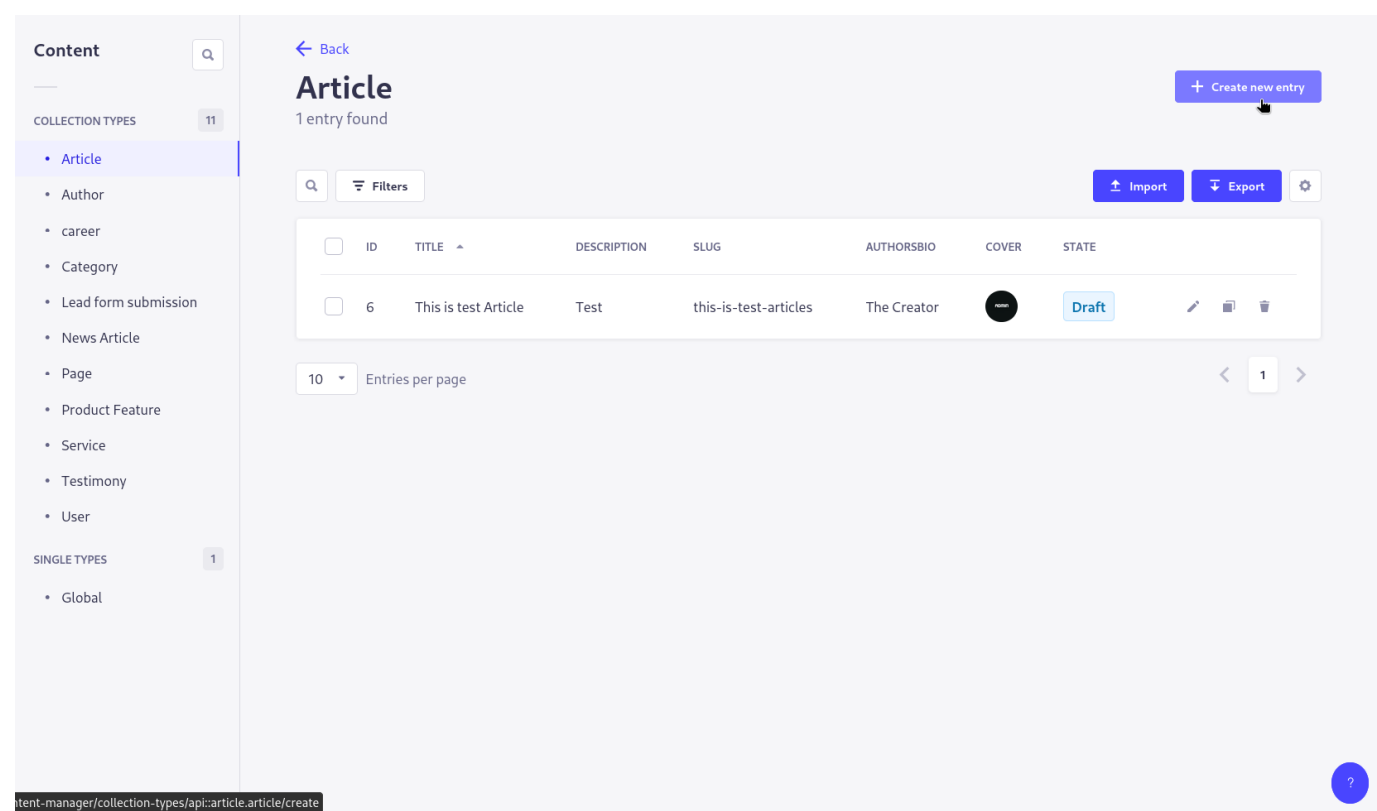 Content
COLLECTION TYPES 11
Article
Author
career
Category
Lead form submission
News Article
Page
Product Feature
Service
Testimony
User
SINGLE TYPES 1
Global
Back
Article
1 entry found
Create new entry
Filters
Import
Export
ID TITLE DESCRIPTION SLUG AUTHORSBIO COVER STATE
6 This is test Article Test this-is-test-articles The Creator Draft
10 Entries per page
1
?
ntent-manager/collection-types/api::article.article/create